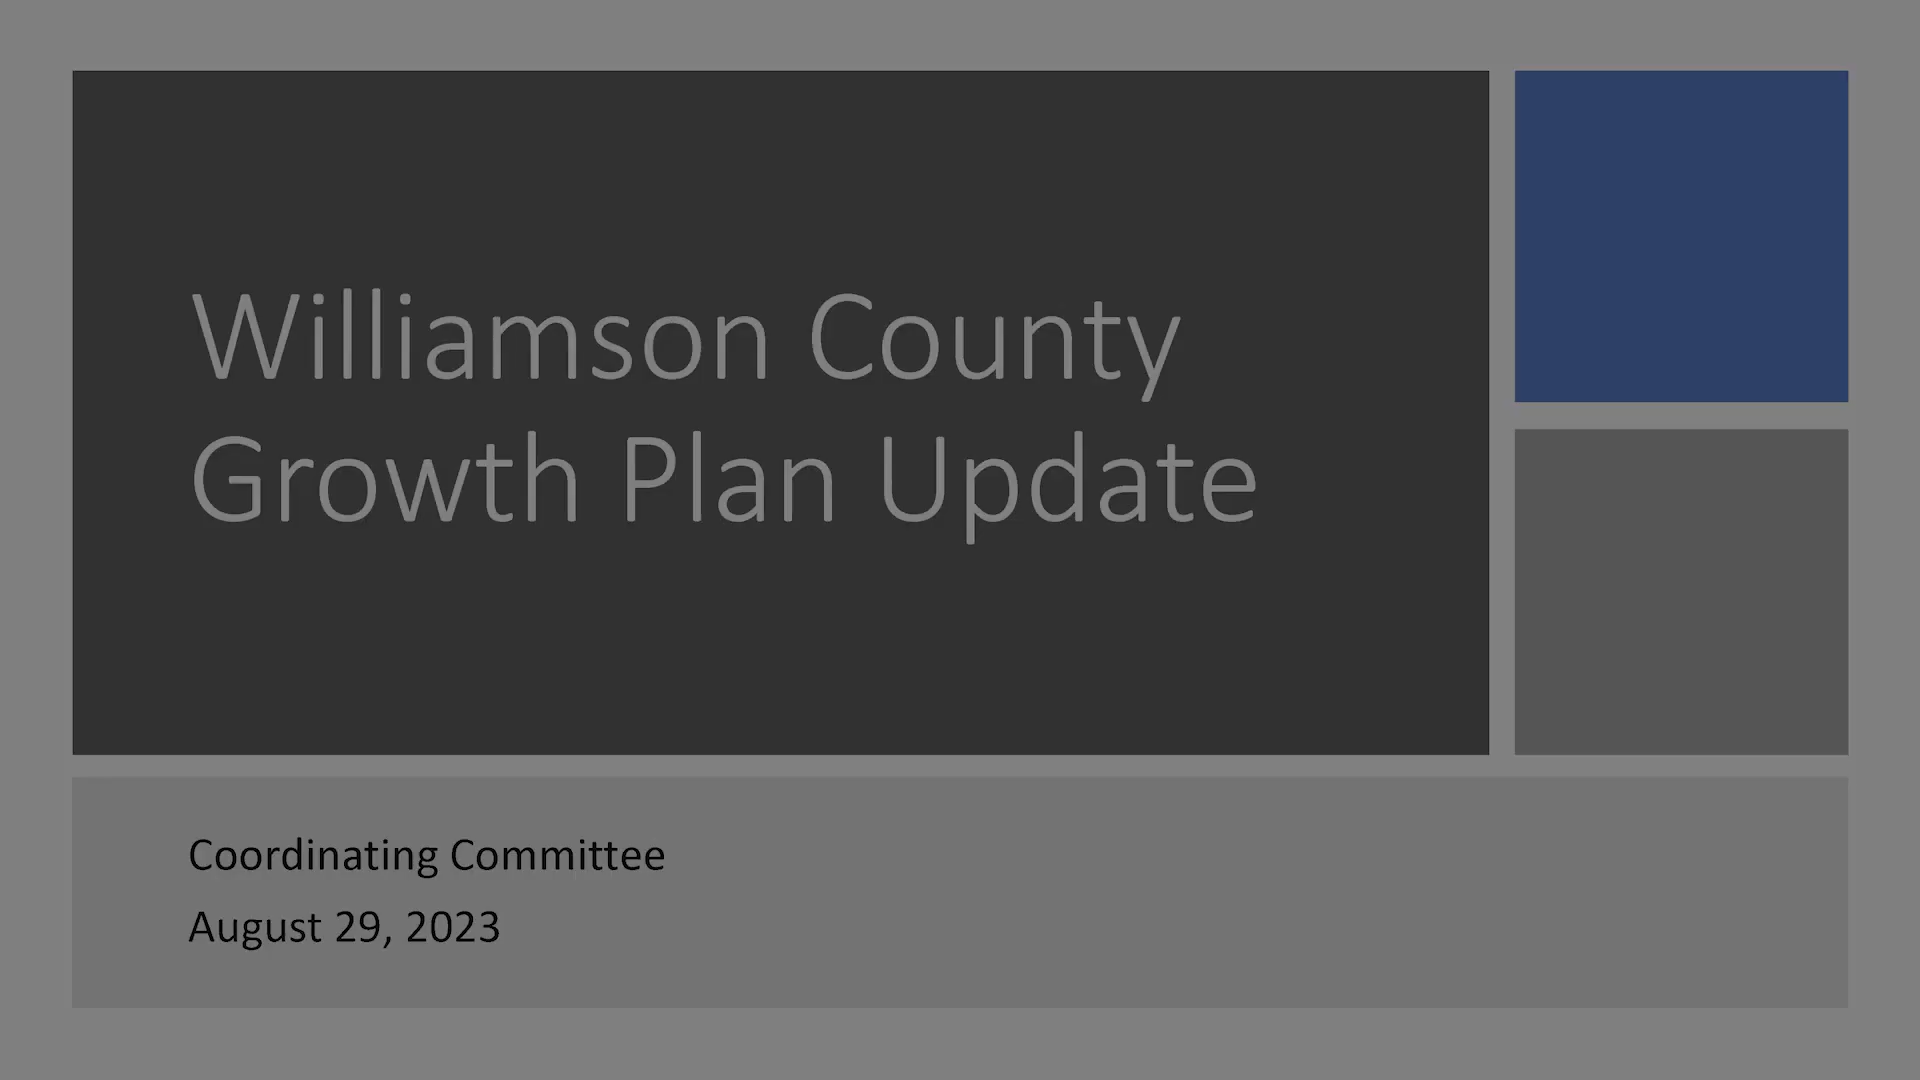 Williamson County
Growth Plan Update
Coordinating Committee
August 29, 2023